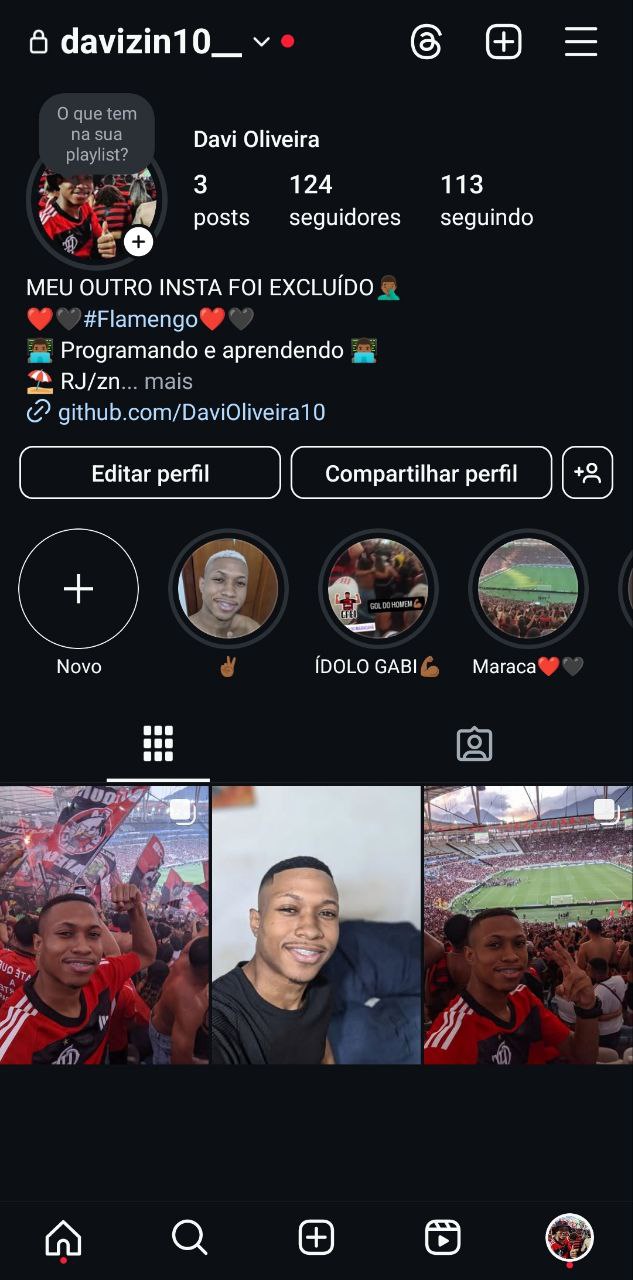 davizin10__
O que tem
na sua
playlist?
Davi Oliveira
3
124
113
posts
seguidores
seguindo
MEU OUTRO INSTA FOI EXCLUÍDO🤦🏾‍♂️
❤️🖤#Flamengo❤️🖤
👨🏾‍💻 Programando e aprendendo 👨🏾‍💻
⛱️ RJ/zn... mais
github.com/DaviOliveira10
Editar perfil
Compartilhar perfil
GOL DO HOMEM💪🏾
Novo
✌🏾
ÍDOLO GABI💪🏾
Maraca❤️🖤